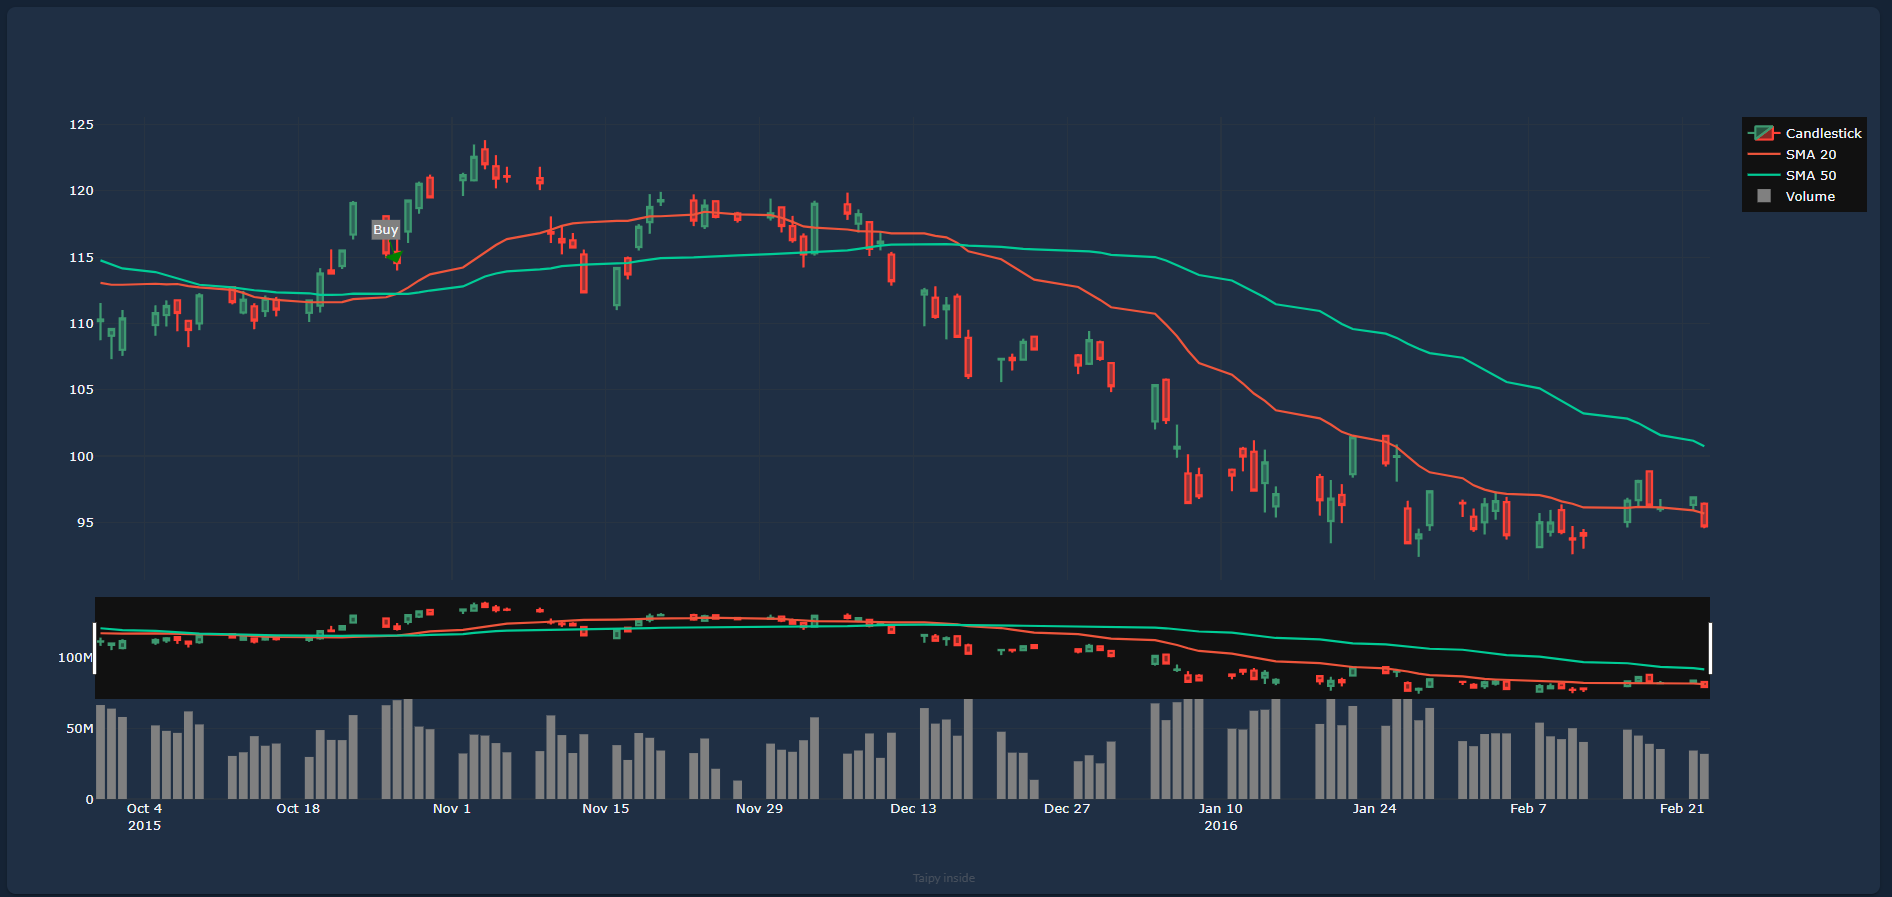 125
Candlestick
SMA 20
SMA 50
120
Volume
Buy
115
110
105
100
95
100M
50M
0
Oct 4 Oct 18 Nov 1 Nov 15 Nov 29 Dec 13 Dec 27 Jan 10 Jan 24 Feb 7 Feb 21
2015 2016
Taipy inside